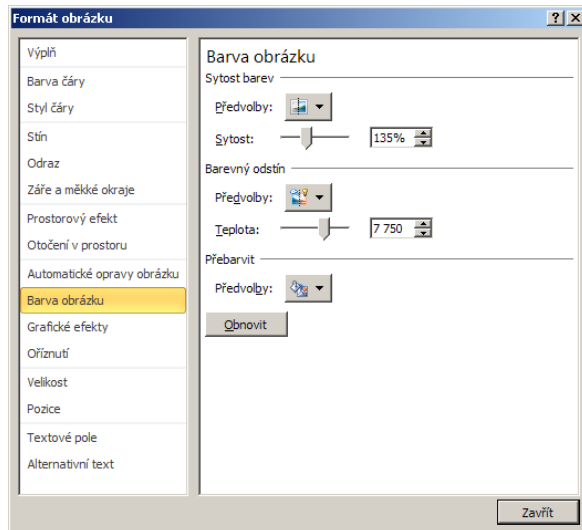 Formát obrázku
Výplň
Barva čáry
Styl čáry
Stín
Odraz
Záře a měkké okraje
Prostorový efekt
Otočení v prostoru
Automatické opravy obrázku
Barva obrázku
Grafické efekty
Oříznutí
Velikost
Pozice
Textové pole
Alternativní text
Barva obrázku
Sytost barev
Předvolby:
Sytost: 135%
Barevný odstín
Předvolby:
Teplota: 7 750
Přebarvit
Předvolby:
Obnovit
Zavřít